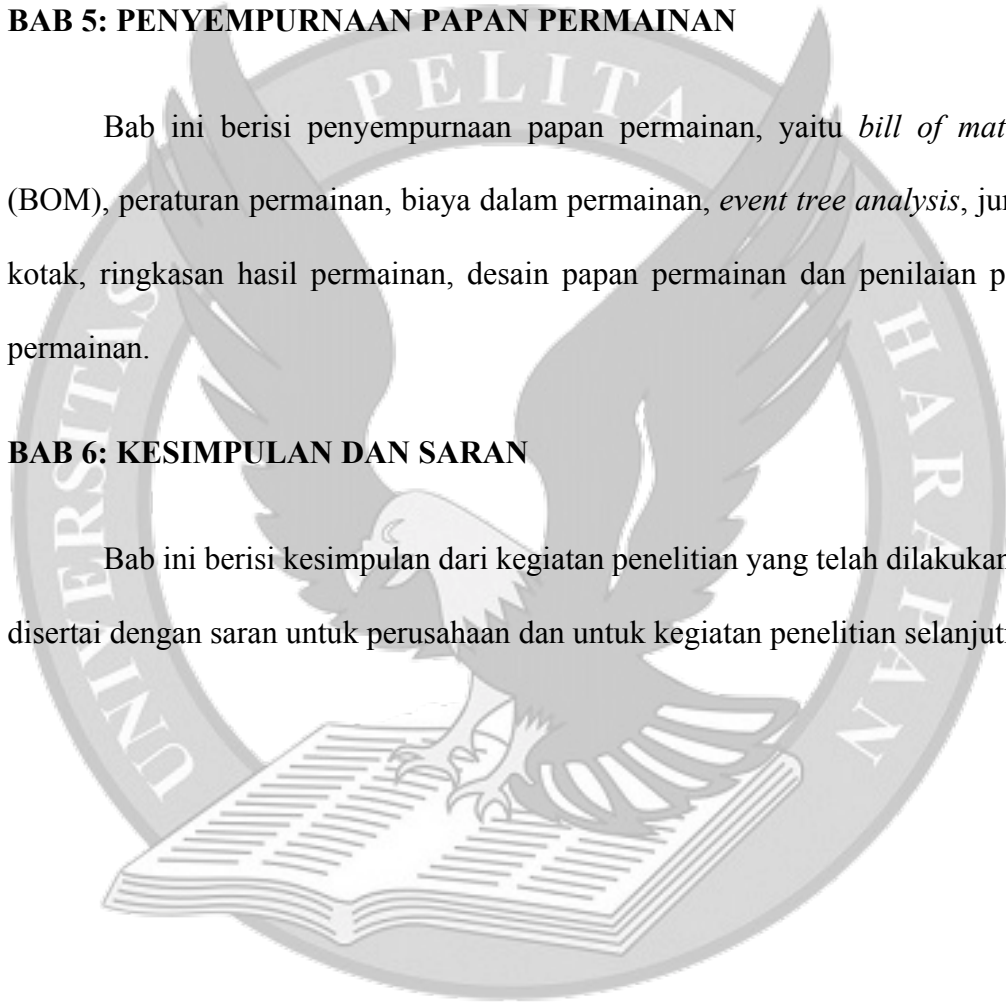 BAB 5: PENYEMPURNAAN PAPAN PERMAINAN
PELITA
Bab ini berisi penyempurnaan papan permainan, yaitu bill of mat
(BOM), peraturan permainan, biaya dalam permainan, event tree analysis, jur
kotak, ringkasan hasil permainan, desain papan permainan dan penilaian p
permainan.
HARAPAN
BAB 6: KESIMPULAN DAN SARAN
Bab ini berisi kesimpulan dari kegiatan penelitian yang telah dilakukan
disertai dengan saran untuk perusahaan dan untuk kegiatan penelitian
UNIVERSITAS